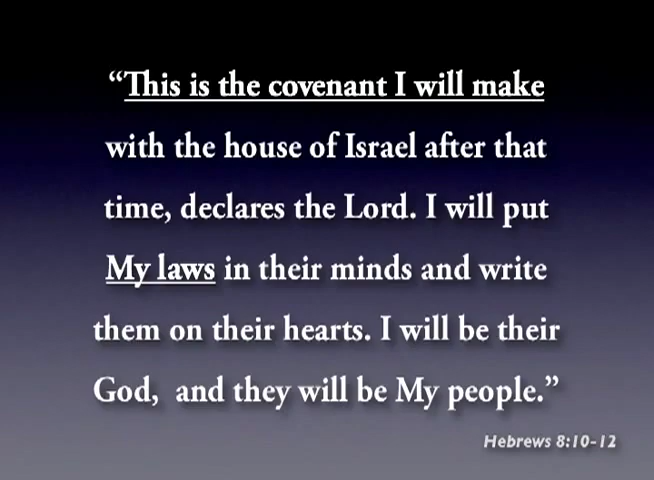 “This is the covenant I will make
with the house of Israel after that
time, declares the Lord. I will put
My laws in their minds and write
them on their hearts. I will be their
God,  and they will be My people.”
Hebrews 8:10-12